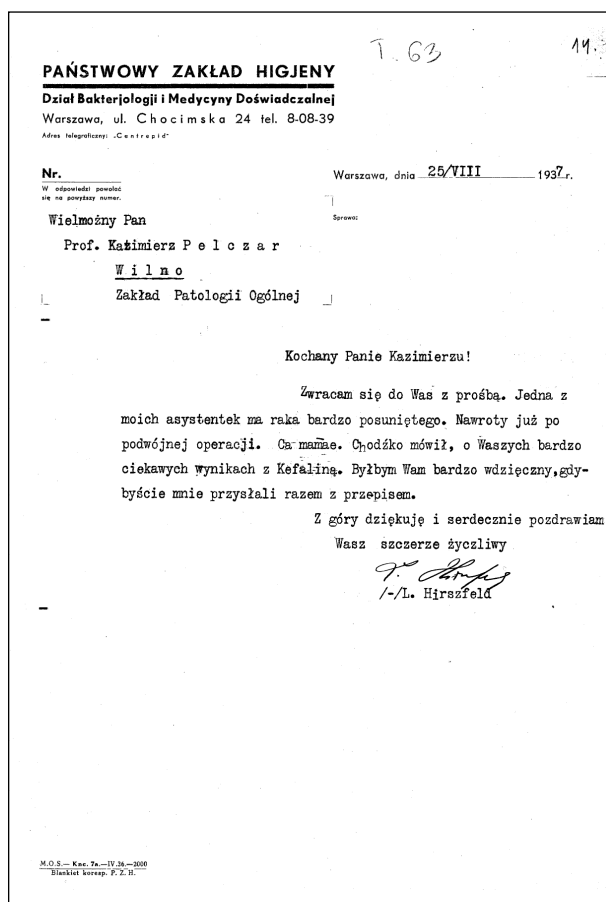 T. 63
14.
PAŃSTWOWY ZAKŁAD HIGJENY
Dział Bakterjologji i Medycyny Doświadczalnej
Warszawa, ul. Chocimska 24 tel. 8-08-39
Adres telegraficzny: „Centrepid"
Nr.
W odpowiedzi powołać
się na powyższy numer.
Warszawa, dnia 25/VIII 1937 r.
Sprawa:
Wielmożny Pan
Prof. Kazimierz P e l c z a r
W i l n o
Zakład Patologii Ogólnej
Kochany Panie Kazimierzu!
Zwracam się do Was z prośbą. Jedna z
moich asystentek ma raka bardzo posuniętego. Nawroty już po
podwójnej operacji. Ca mamae. Chodźko mówił, o Waszych bardzo
ciekawych wynikach z Kefaliną. Byłbym Wam bardzo wdzięczny,gdy-
byście mnie przysłali razem z przepisem.
Z góry dziękuję i serdecznie pozdrawiam
Wasz szczerze życzliwy
/-/L. Hirszfeld
M.O.S.— Knc. 7a.—IV.36.—2000
Blankiet koresp. P. Z. H.